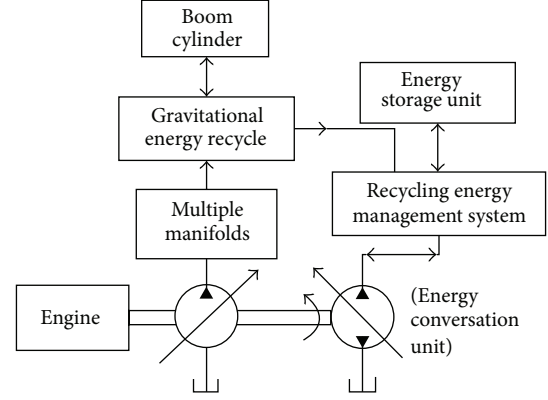 Boom
cylinder
Gravitational
energy recycle
Energy
storage unit
Multiple
manifolds
Recycling energy
management system
Engine
(Energy
conversation
unit)